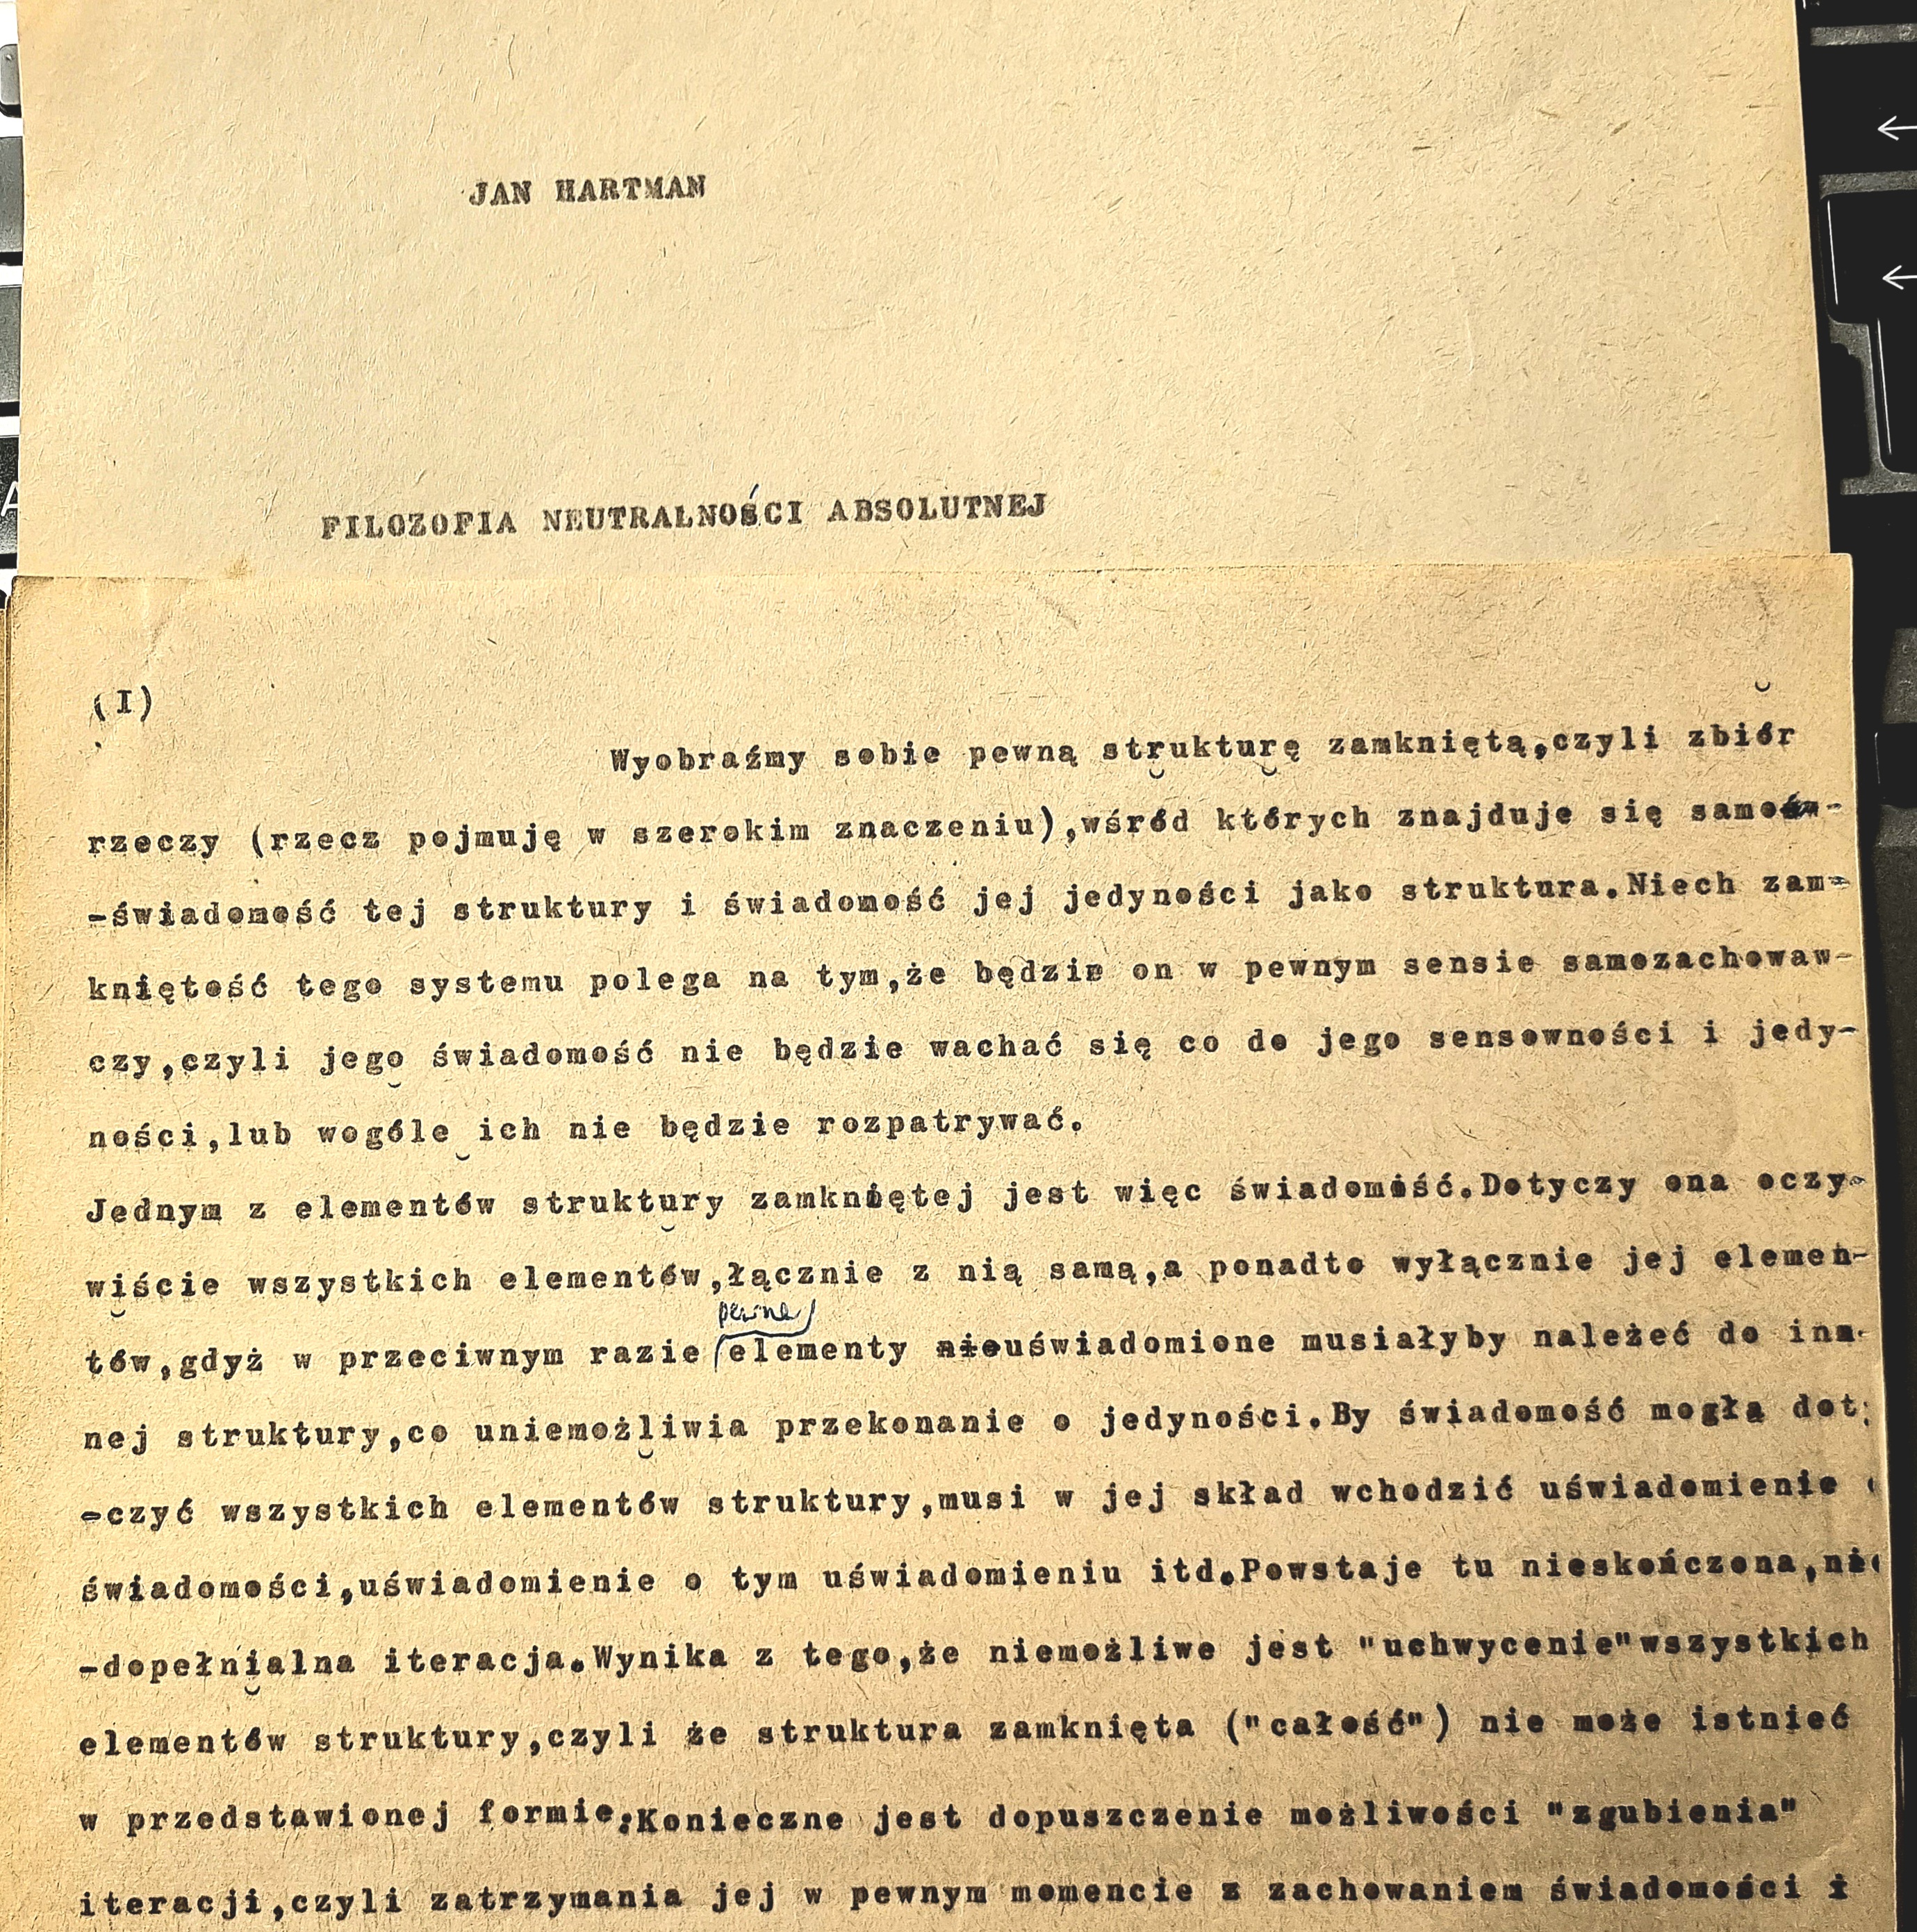 JAN HARTMAN
FILOZOFIA NEUTRALNOŚCI ABSOLUTNEJ
(I)
Wyobraźmy sobie pewną strukturę zamkniętą,czyli zbiór
rzeczy (rzecz pojmuję w szerokim znaczeniu),wśród których znajduje się samo-
-świadomość tej struktury i świadomość jej jedyności jako struktura.Niech zam-
kniętość tego systemu polega na tym,że będzie on w pewnym sensie samozachowaw-
czy,czyli jego świadomość nie będzie wachać się co do jego sensowności i jedy-
ności,lub wogóle ich nie będzie rozpatrywać.
Jednym z elementów struktury zamkniętej jest więc świadomość.Dotyczy ona oczy-
wiście wszystkich elementów,łącznie z nią samą,a ponadto wyłącznie jej elemen-
pewne
tów,gdyż w przeciwnym razie elementy nieuświadomione musiałyby należeć do in-
nej struktury,co uniemożliwia przekonanie o jedyności.By świadomość mogła doty
-czyć wszystkich elementów struktury,musi w jej skład wchodzić uświadomienie
świadomości,uświadomienie o tym uświadomieniu itd.Powstaje tu nieskończona,nie
-dopełnialna iteracja.Wynika z tego,że niemożliwe jest "uchwycenie"wszystkich
elementów struktury,czyli że struktura zamknięta ("całość") nie może istnieć
w przedstawionej formie.Konieczne jest dopuszczenie możliwości "zgubienia"
iteracji,czyli zatrzymania jej w pewnym momencie z zachowaniem świadomości i